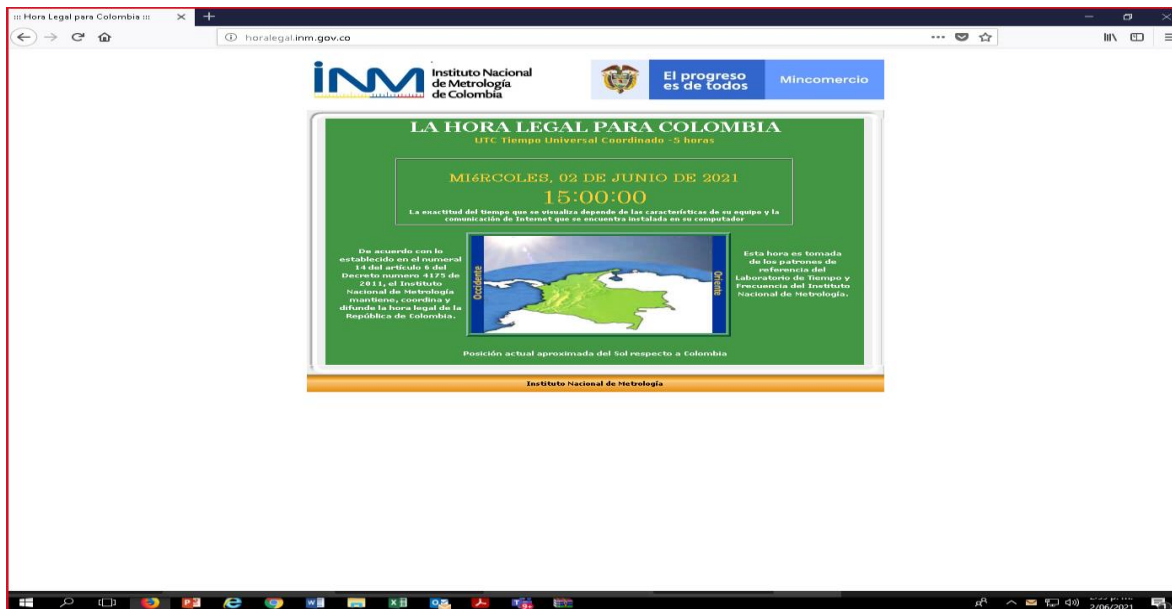 ::: Hora Legal para Colombia :::
horalegal.inm.gov.co
inm
Instituto Nacional
de Metrología
de Colombia
El progreso
es de todos
Mincomercio
LA HORA LEGAL PARA COLOMBIA
UTC Tiempo Universal Coordinado -5 horas
MIéRCOLES, 02 DE JUNIO DE 2021
15:00:00
La exactitud del tiempo que se visualiza depende de las características de su equipo y la
comunicación de Internet que se encuentra instalada en su computador
De acuerdo con lo
establecido en el numeral
14 del artículo 6 del
Decreto numero 4175 de
2011, el Instituto
Nacional de Metrología
mantiene, coordina y
difunde la hora legal de la
República de Colombia.
Occidente
Oriente
Esta hora es tomada
de los patrones de
referencia del
Laboratorio de Tiempo y
Frecuencia del Instituto
Nacional de Metrología.
Posición actual aproximada del Sol respecto a Colombia
Instituto Nacional de Metrología
2/06/2021